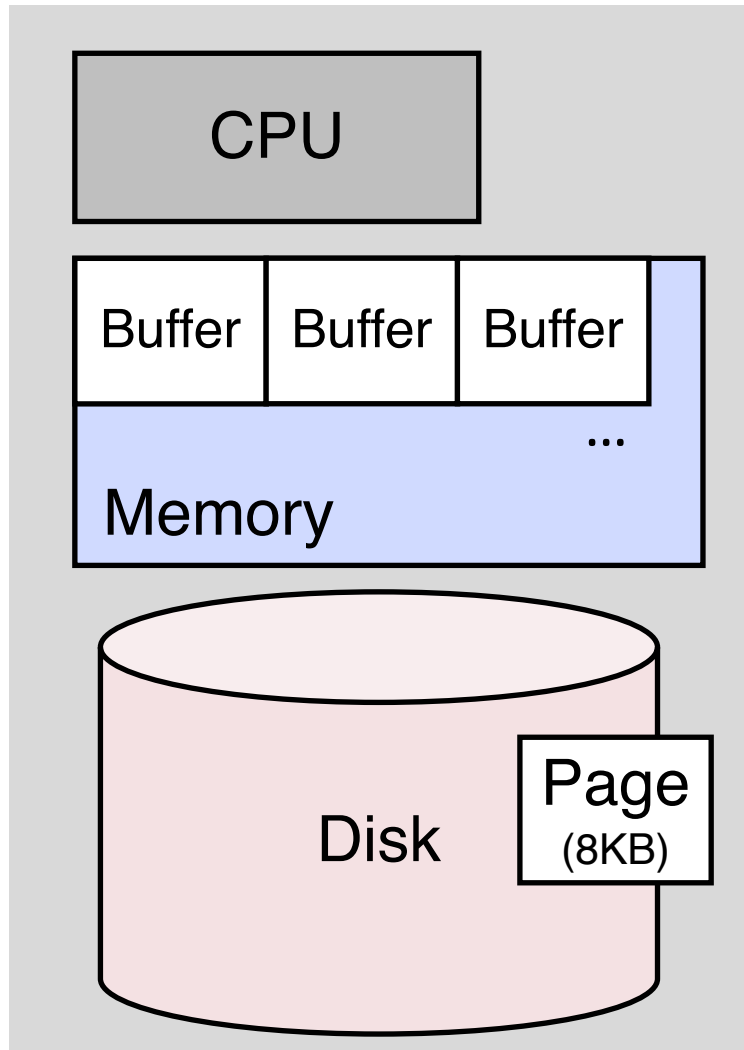 CPU
Buffer Buffer Buffer
...
Memory
Page
(8KB)
Disk